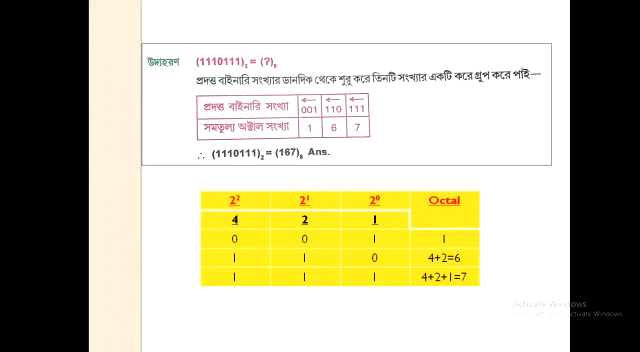 উদাহরণ (1110111)₂ = (?)₈
প্রদত্ত বাইনারি সংখ্যার ডানদিক থেকে শুরু করে তিনটি সংখ্যার একটি করে গ্রুপ করে পাই—
প্রদত্ত বাইনারি সংখ্যা 001 110 111
সমতুল্য অক্টাল সংখ্যা 1 6 7
∴ (1110111)₂ = (167)₈ Ans.
2² 2¹ 2⁰ Octal
4 2 1
0 0 1 1
1 1 0 4+2=6
1 1 1 4+2+1=7
Activate Windows